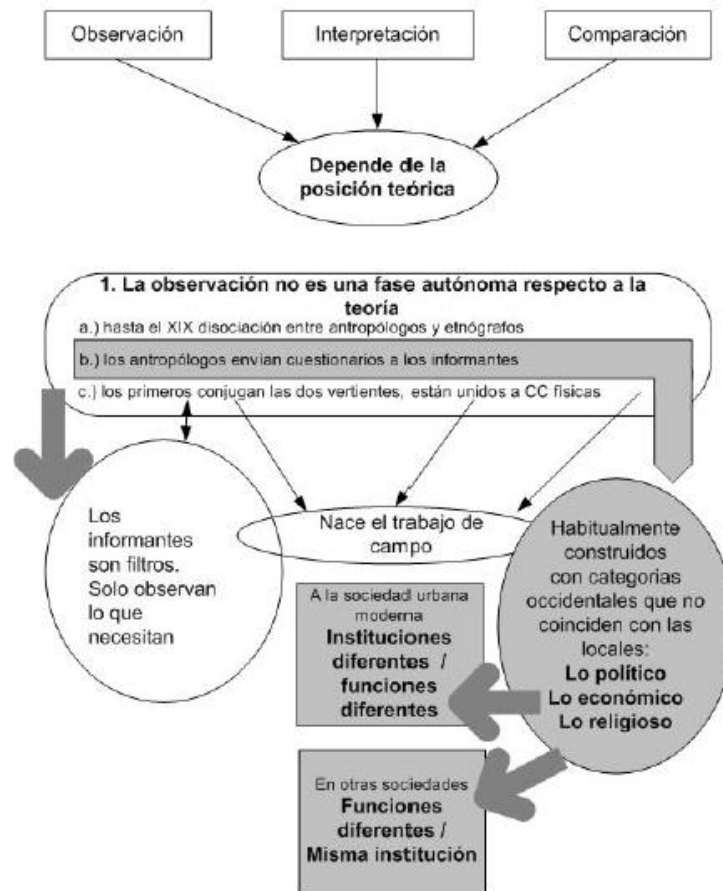 Observación
Interpretación
Comparación
Depende de la
posición teórica
1. La observación no es una fase autónoma respecto a la
teoría
a.) hasta el XIX disociación entre antropólogos y etnógrafos
b.) los antropólogos envian cuestionarios a los informantes
c.) los primeros conjugan las dos vertientes, están unidos a CC físicas
Los
informantes
son filtros.
Solo observan
lo que
necesitan
Nace el trabajo de
campo
Habitualmente
construidos
con categorias
occidentales que no
coinciden con las
locales:
Lo político
Lo económico
Lo religioso
A la sociedad urbana
moderna
Instituciones
diferentes /
funciones
diferentes
En otras sociedades
Funciones
diferentes /
Misma institución